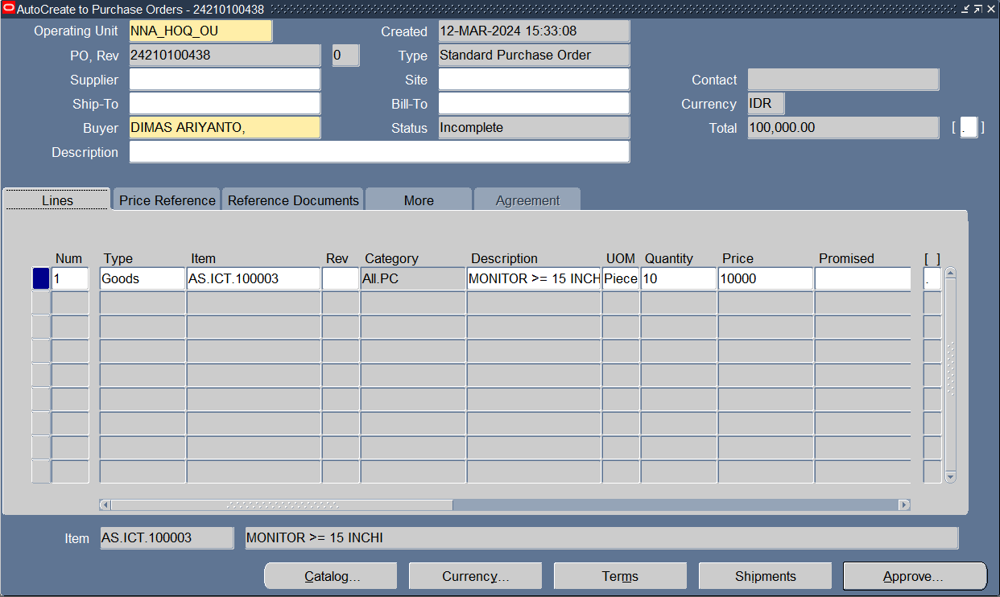 AutoCreate to Purchase Orders - 24210100438
Operating Unit NNA_HOQ_OU Created 12-MAR-2024 15:33:08
PO, Rev 24210100438 0 Type Standard Purchase Order
Supplier Site Contact
Ship-To Bill-To Currency IDR
Buyer DIMAS ARIYANTO, Status Incomplete Total 100,000.00 [ . ]
Description
Lines Price Reference Reference Documents More Agreement
Num Type Item Rev Category Description UOM Quantity Price Promised [ ]
1 Goods AS.ICT.100003 All.PC MONITOR >= 15 INCH Piece 10 10000 .
Item AS.ICT.100003 MONITOR >= 15 INCHI
Catalog... Currency... Terms Shipments Approve...